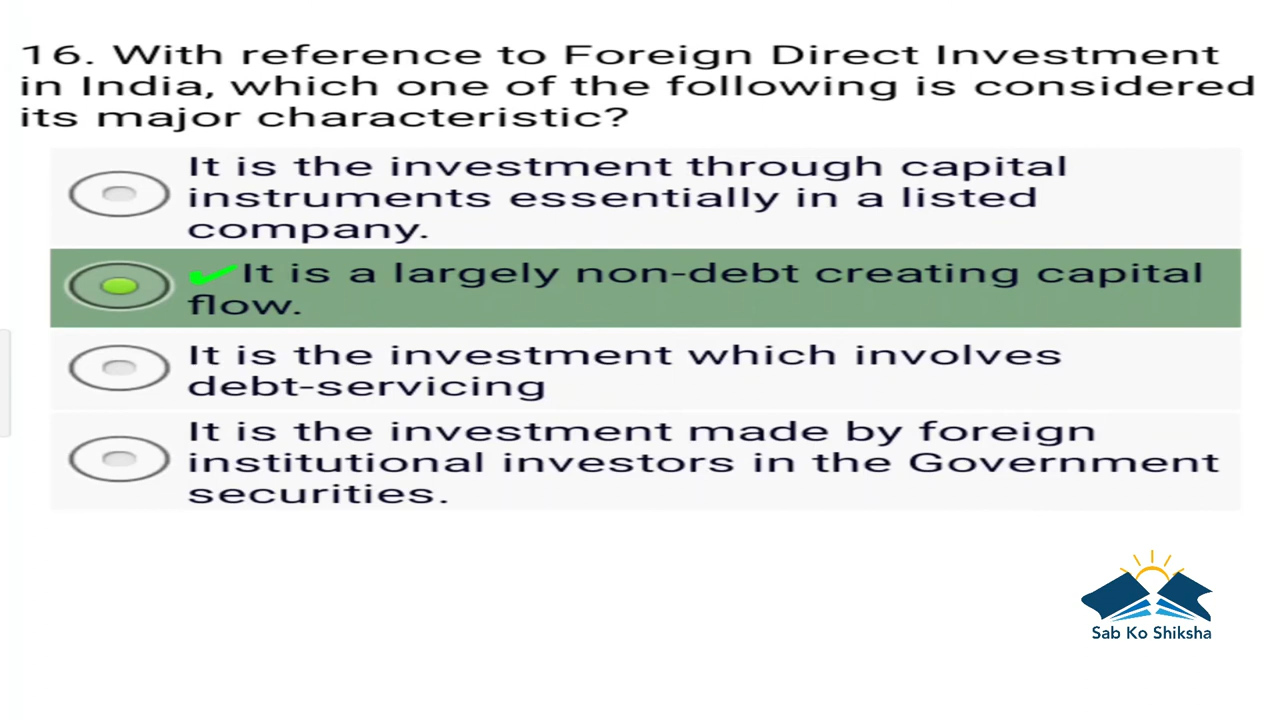 16. With reference to Foreign Direct Investment
in India, which one of the following is considered
its major characteristic?
It is the investment through capital
instruments essentially in a listed
company.
✔It is a largely non-debt creating capital
flow.
It is the investment which involves
debt-servicing
It is the investment made by foreign
institutional investors in the Government
securities.
Sab Ko Shiksha